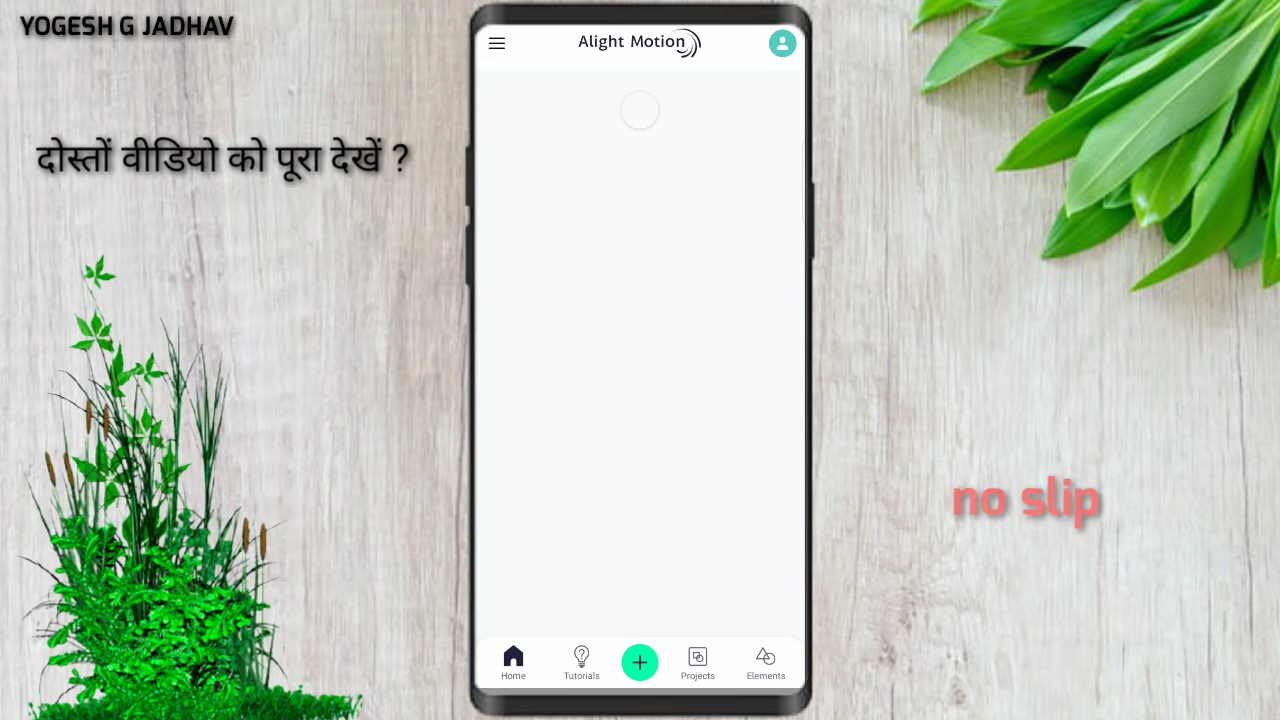 YOGESH G JADHAV
Alight Motion
दोस्तों वीडियो को पूरा देखें ?
no slip
Home
Tutorials
Projects
Elements